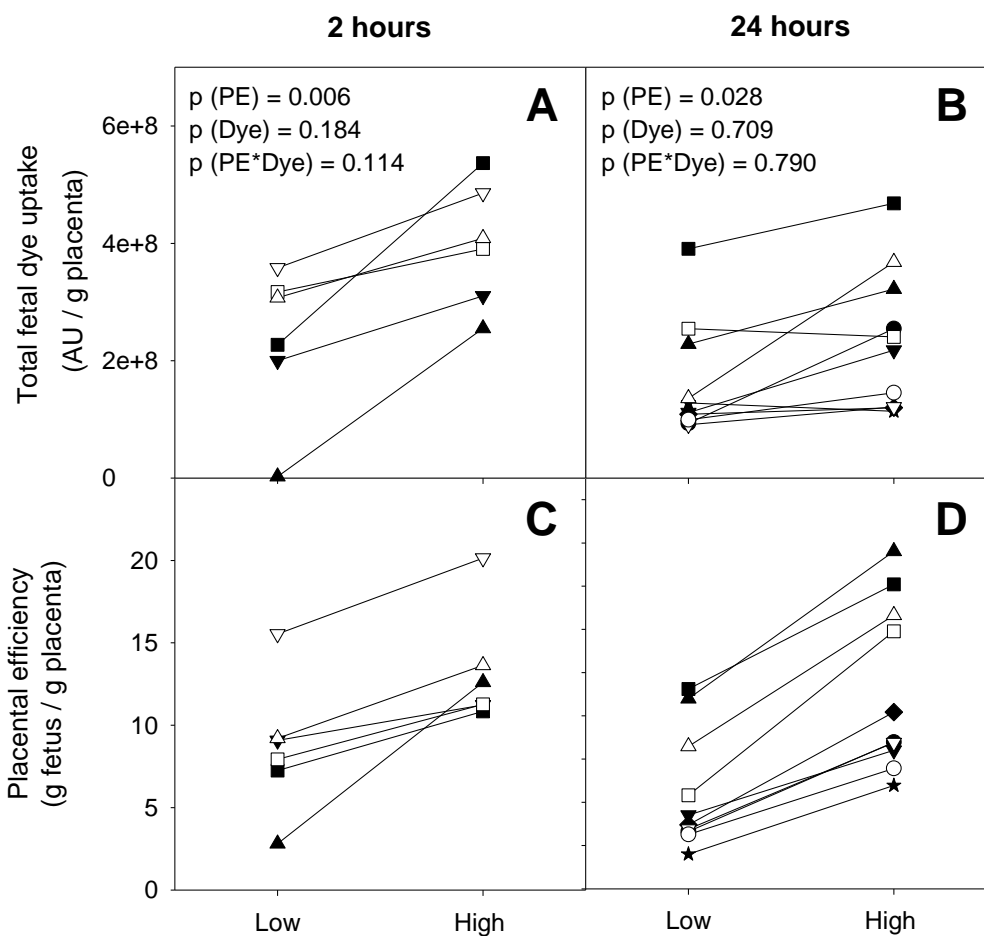 2 hours
24 hours
p (PE) = 0.006
p (Dye) = 0.184
p (PE*Dye) = 0.114
A
p (PE) = 0.028
p (Dye) = 0.709
p (PE*Dye) = 0.790
B
Total fetal dye uptake
(AU / g placenta)
6e+8
4e+8
2e+8
0
C
D
Placental efficiency
(g fetus / g placenta)
20
15
10
5
0
Low
High
Low
High